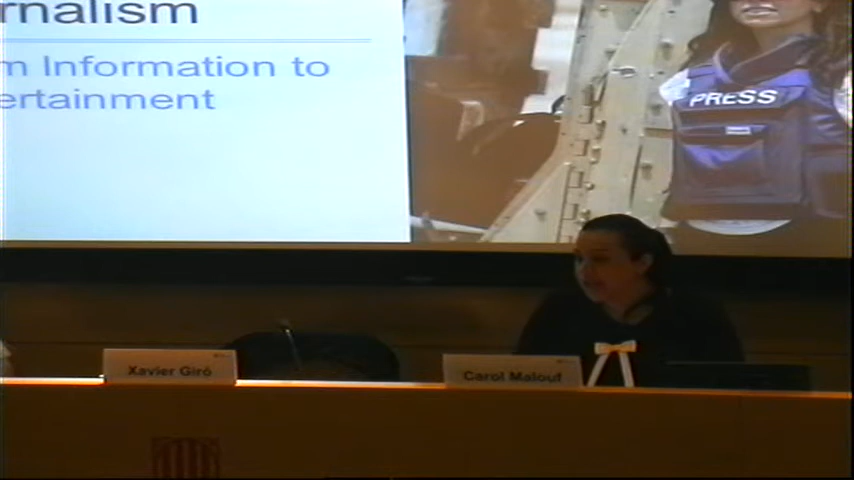 rnalism
m Information to
ertainment
PRESS
Xavier Giró
Carol Malouf